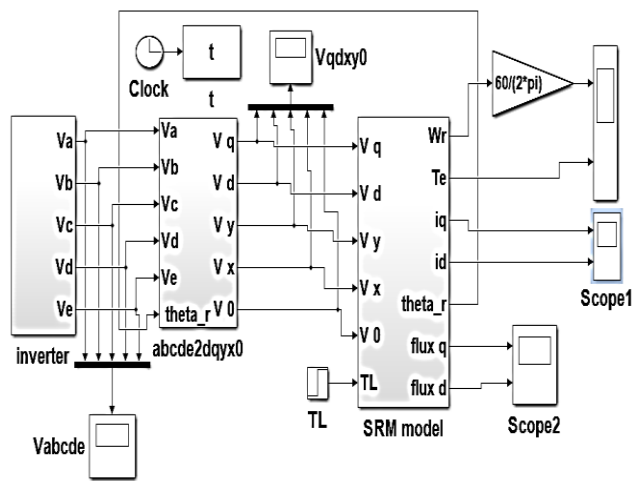 t
Clock
t
Vqdxy0
60/(2*pi)
Va
Vb
Vc
Vd
Ve
inverter
Va
Vb
Vc
Vd
Ve
theta_r
V q
V d
V y
V x
V 0
abcde2dqyx0
Vabcde
V q
V d
V y
V x
V 0
TL
Wr
Te
iq
id
theta_r
flux q
flux d
SRM model
TL
Scope1
Scope2